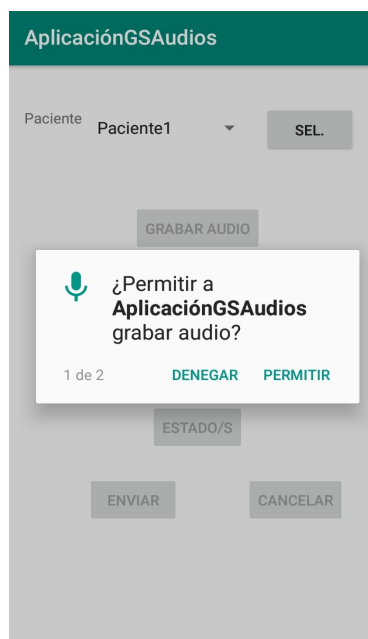 AplicaciónGSAudios
Paciente Paciente1 SEL.
GRABAR AUDIO
¿Permitir a
AplicaciónGSAudios
grabar audio?
1 de 2 DENEGAR PERMITIR
ESTADO/S
ENVIAR CANCELAR